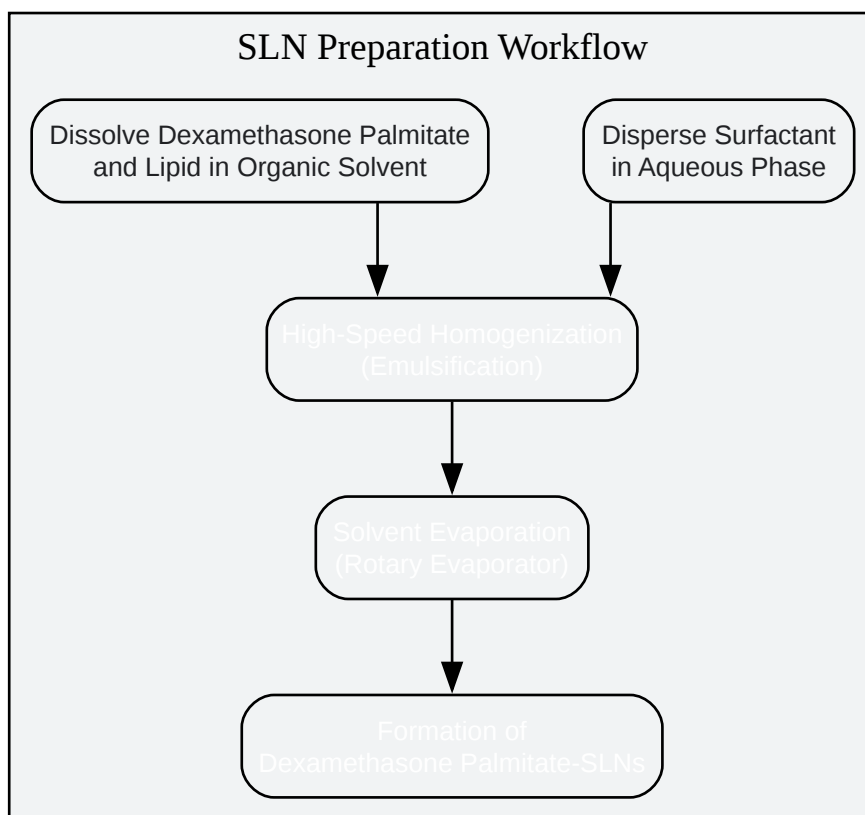 SLN Preparation Workflow
Dissolve Dexamethasone Palmitate
and Lipid in Organic Solvent
Disperse Surfactant
in Aqueous Phase
High-Speed Homogenization
(Emulsification)
Solvent Evaporation
(Rotary Evaporator)
Formation of
Dexamethasone Palmitate-SLNs